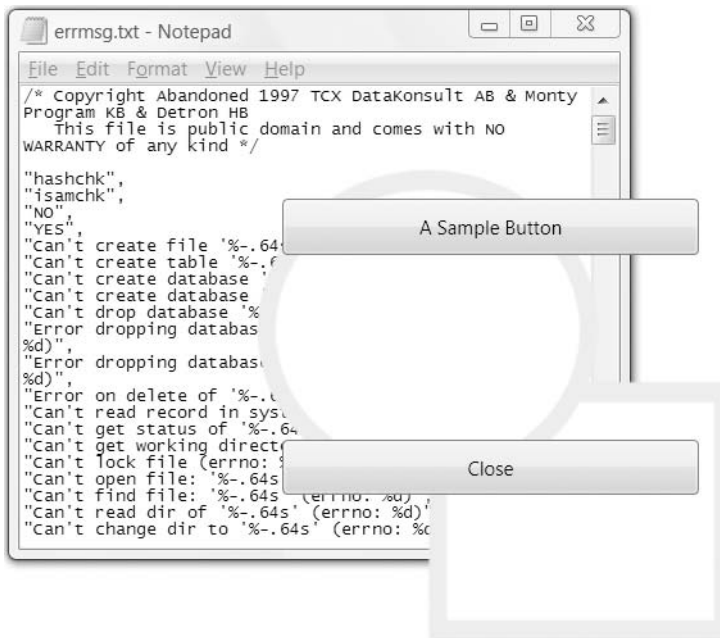 errmsg.txt - Notepad
File Edit Format View Help
/* Copyright Abandoned 1997 TCX DataKonsult AB & Monty
Program KB & Detron HB
This file is public domain and comes with NO
WARRANTY of any kind */
"hashchk",
"isamchk",
"NO",
"YES",
A Sample Button
"Can't create file '%-.64s
"Can't create table '%-.6
"Can't create database '
"Can't create database
"Can't drop database '%
"Error dropping databas
%d)",
"Error dropping databas
%d)",
"Error on delete of '%-.
"Can't read record in sys
"Can't get status of '%-.64
"Can't get working directo
"Can't lock file (errno:
Close
"Can't open file: '%-.64s
"Can't find file: '%-.64s' (errno: %d)",
"Can't read dir of '%-.64s' (errno: %d)"
"Can't change dir to '%-.64s' (errno: %d